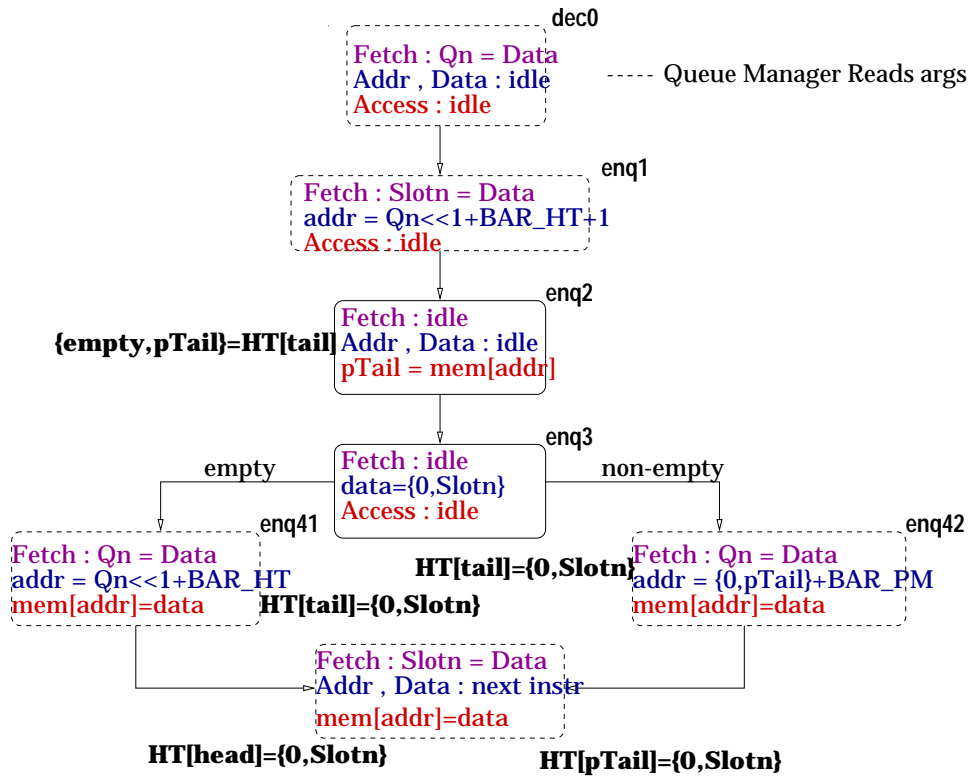 dec0
Fetch : Qn = Data
Addr , Data : idle
Access : idle
----- Queue Manager Reads args
enq1
Fetch : Slotn = Data
addr = Qn<<1+BAR_HT+1
Access : idle
enq2
Fetch : idle
{empty,pTail}=HT[tail]
Addr , Data : idle
pTail = mem[addr]
enq3
Fetch : idle
data={0,Slotn}
Access : idle
empty
non-empty
enq41
Fetch : Qn = Data
addr = Qn<<1+BAR_HT
mem[addr]=data
HT[tail]={0,Slotn}
enq42
HT[tail]={0,Slotn}
Fetch : Qn = Data
addr = {0,pTail}+BAR_PM
mem[addr]=data
Fetch : Slotn = Data
Addr , Data : next instr
mem[addr]=data
HT[head]={0,Slotn}
HT[pTail]={0,Slotn}